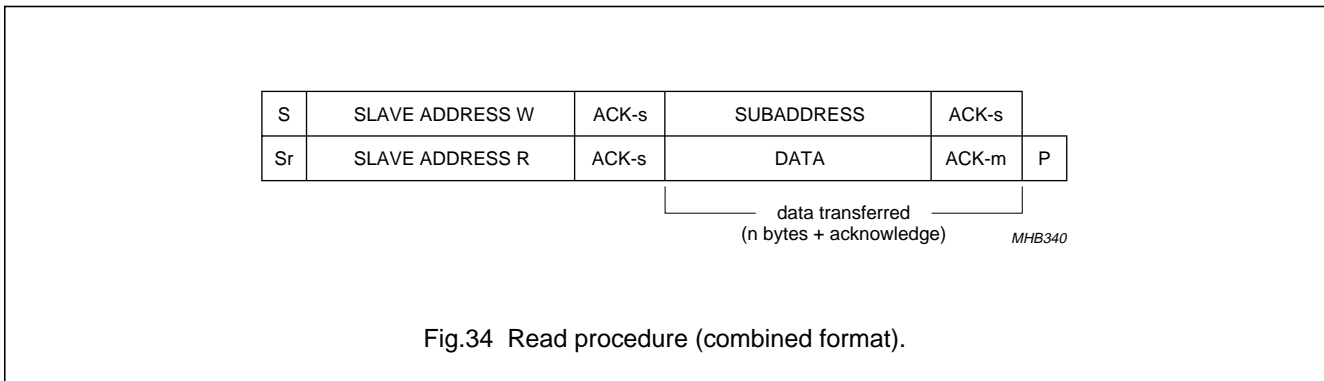 S SLAVE ADDRESS W ACK-s SUBADDRESS ACK-s
Sr SLAVE ADDRESS R ACK-s DATA ACK-m P
data transferred
(n bytes + acknowledge)
MHB340
Fig.34 Read procedure (combined format).